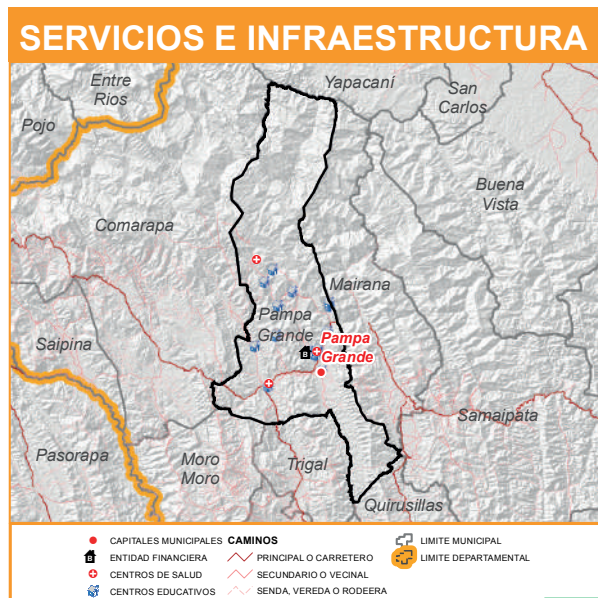 SERVICIOS E INFRAESTRUCTURA
Entre
Rios
Yapacaní
San
Carlos
Pojo
Buena
Vista
Comarapa
Mairana
Pampa
Grande
Pampa
Grande
Saipina
B
Samaipata
Pasorapa
Moro
Moro
Trigal
Quirusillas
CAPITALES MUNICIPALES
CAMINOS
LIMITE MUNICIPAL
B
ENTIDAD FINANCIERA
PRINCIPAL O CARRETERO
LIMITE DEPARTAMENTAL
CENTROS DE SALUD
SECUNDARIO O VECINAL
CENTROS EDUCATIVOS
SENDA, VEREDA O RODEERA